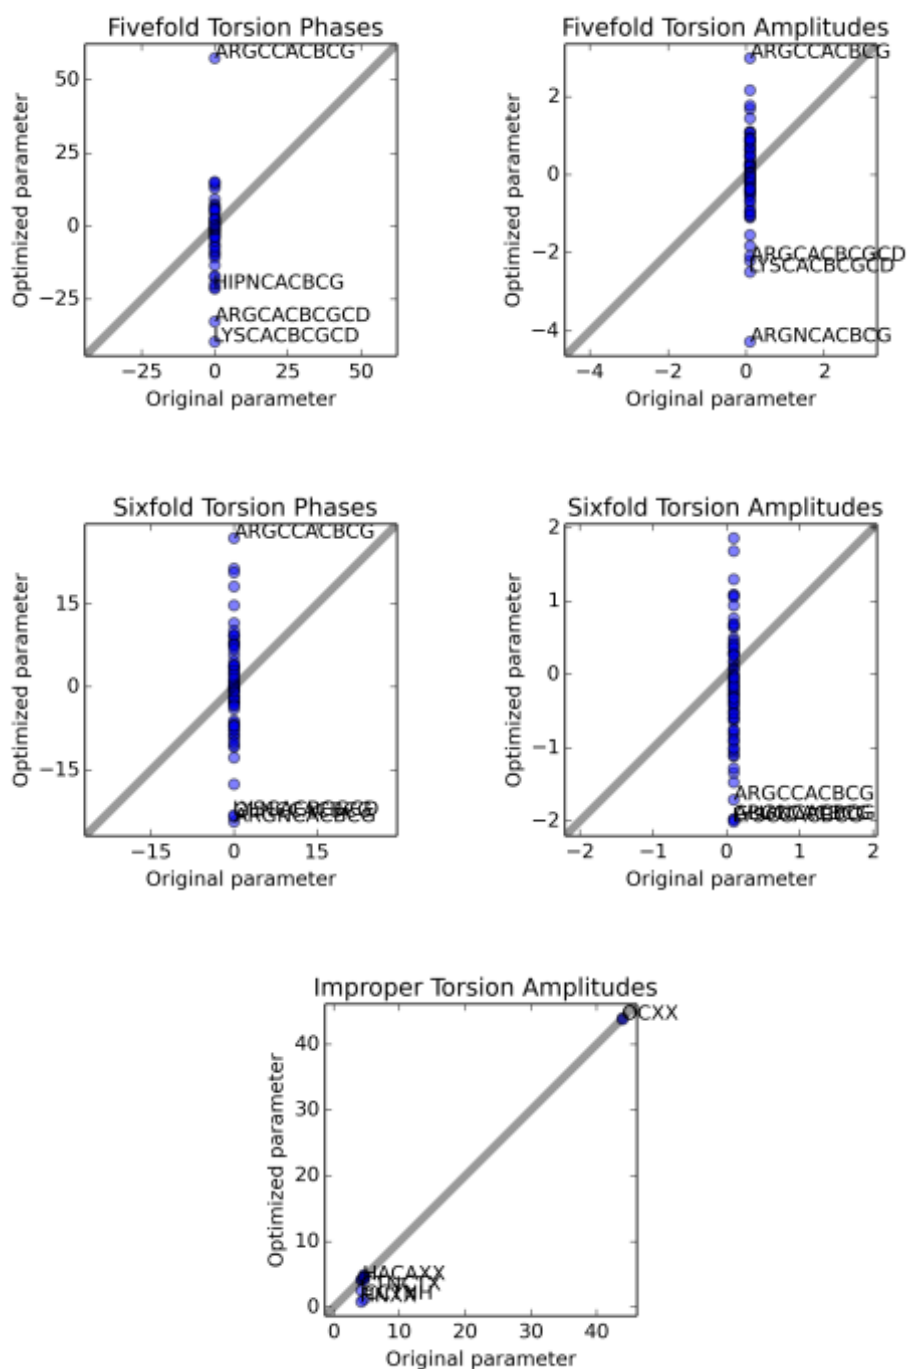 Fivefold Torsion Phases
ARGCCACBCG
50
25
0
−25
HIPNCACBCG
ARGCACBCGCD
LYSCACBCGCD
−25 0 25 50
Optimized parameter
Original parameter
Fivefold Torsion Amplitudes
ARGCCACBCG
2
0
−2
−4
ARGCACBCGCD
LYSCACBCGCD
ARGNCACBCG
−4 −2 0 2
Optimized parameter
Original parameter
Sixfold Torsion Phases
ARGCCACBCG
15
0
−15
ARGNCACBCG
−15 0 15
Optimized parameter
Original parameter
Sixfold Torsion Amplitudes
2
1
0
−1
−2
ARGCCACBCG
−2 −1 0 1 2
Optimized parameter
Original parameter
Improper Torsion Amplitudes
OCXX
40
30
20
10
0
HACAXX
0 10 20 30 40
Optimized parameter
Original parameter